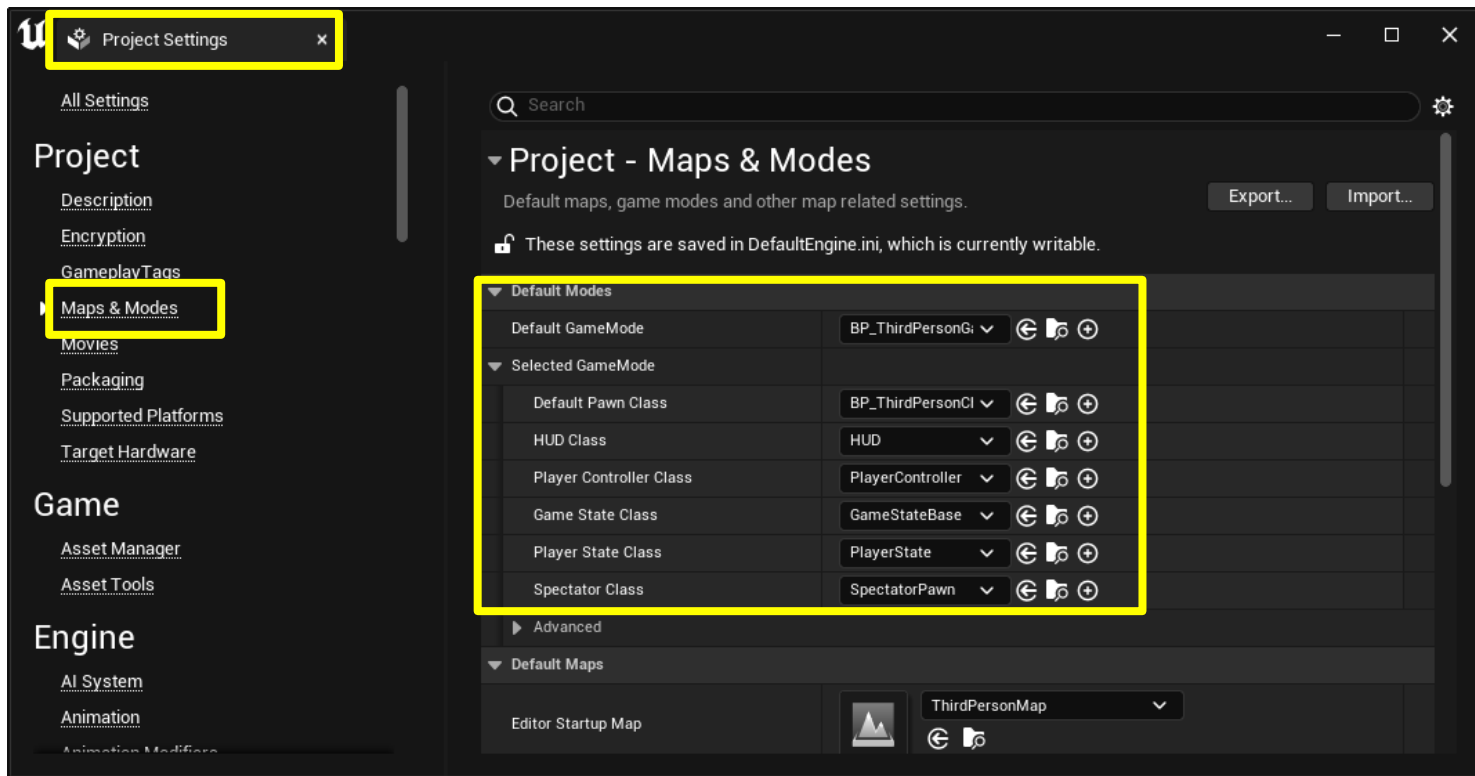 Project Settings
All Settings
Project
Description
Encryption
GameplayTags
Maps & Modes
Movies
Packaging
Supported Platforms
Target Hardware
Game
Asset Manager
Asset Tools
Engine
AI System
Animation
Animation Modifiers
Search
Project - Maps & Modes
Default maps, game modes and other map related settings.
Export... Import...
These settings are saved in DefaultEngine.ini, which is currently writable.
Default Modes
Default GameMode BP_ThirdPersonGa
Selected GameMode
Default Pawn Class BP_ThirdPersonCl
HUD Class HUD
Player Controller Class PlayerController
Game State Class GameStateBase
Player State Class PlayerState
Spectator Class SpectatorPawn
Advanced
Default Maps
Editor Startup Map ThirdPersonMap